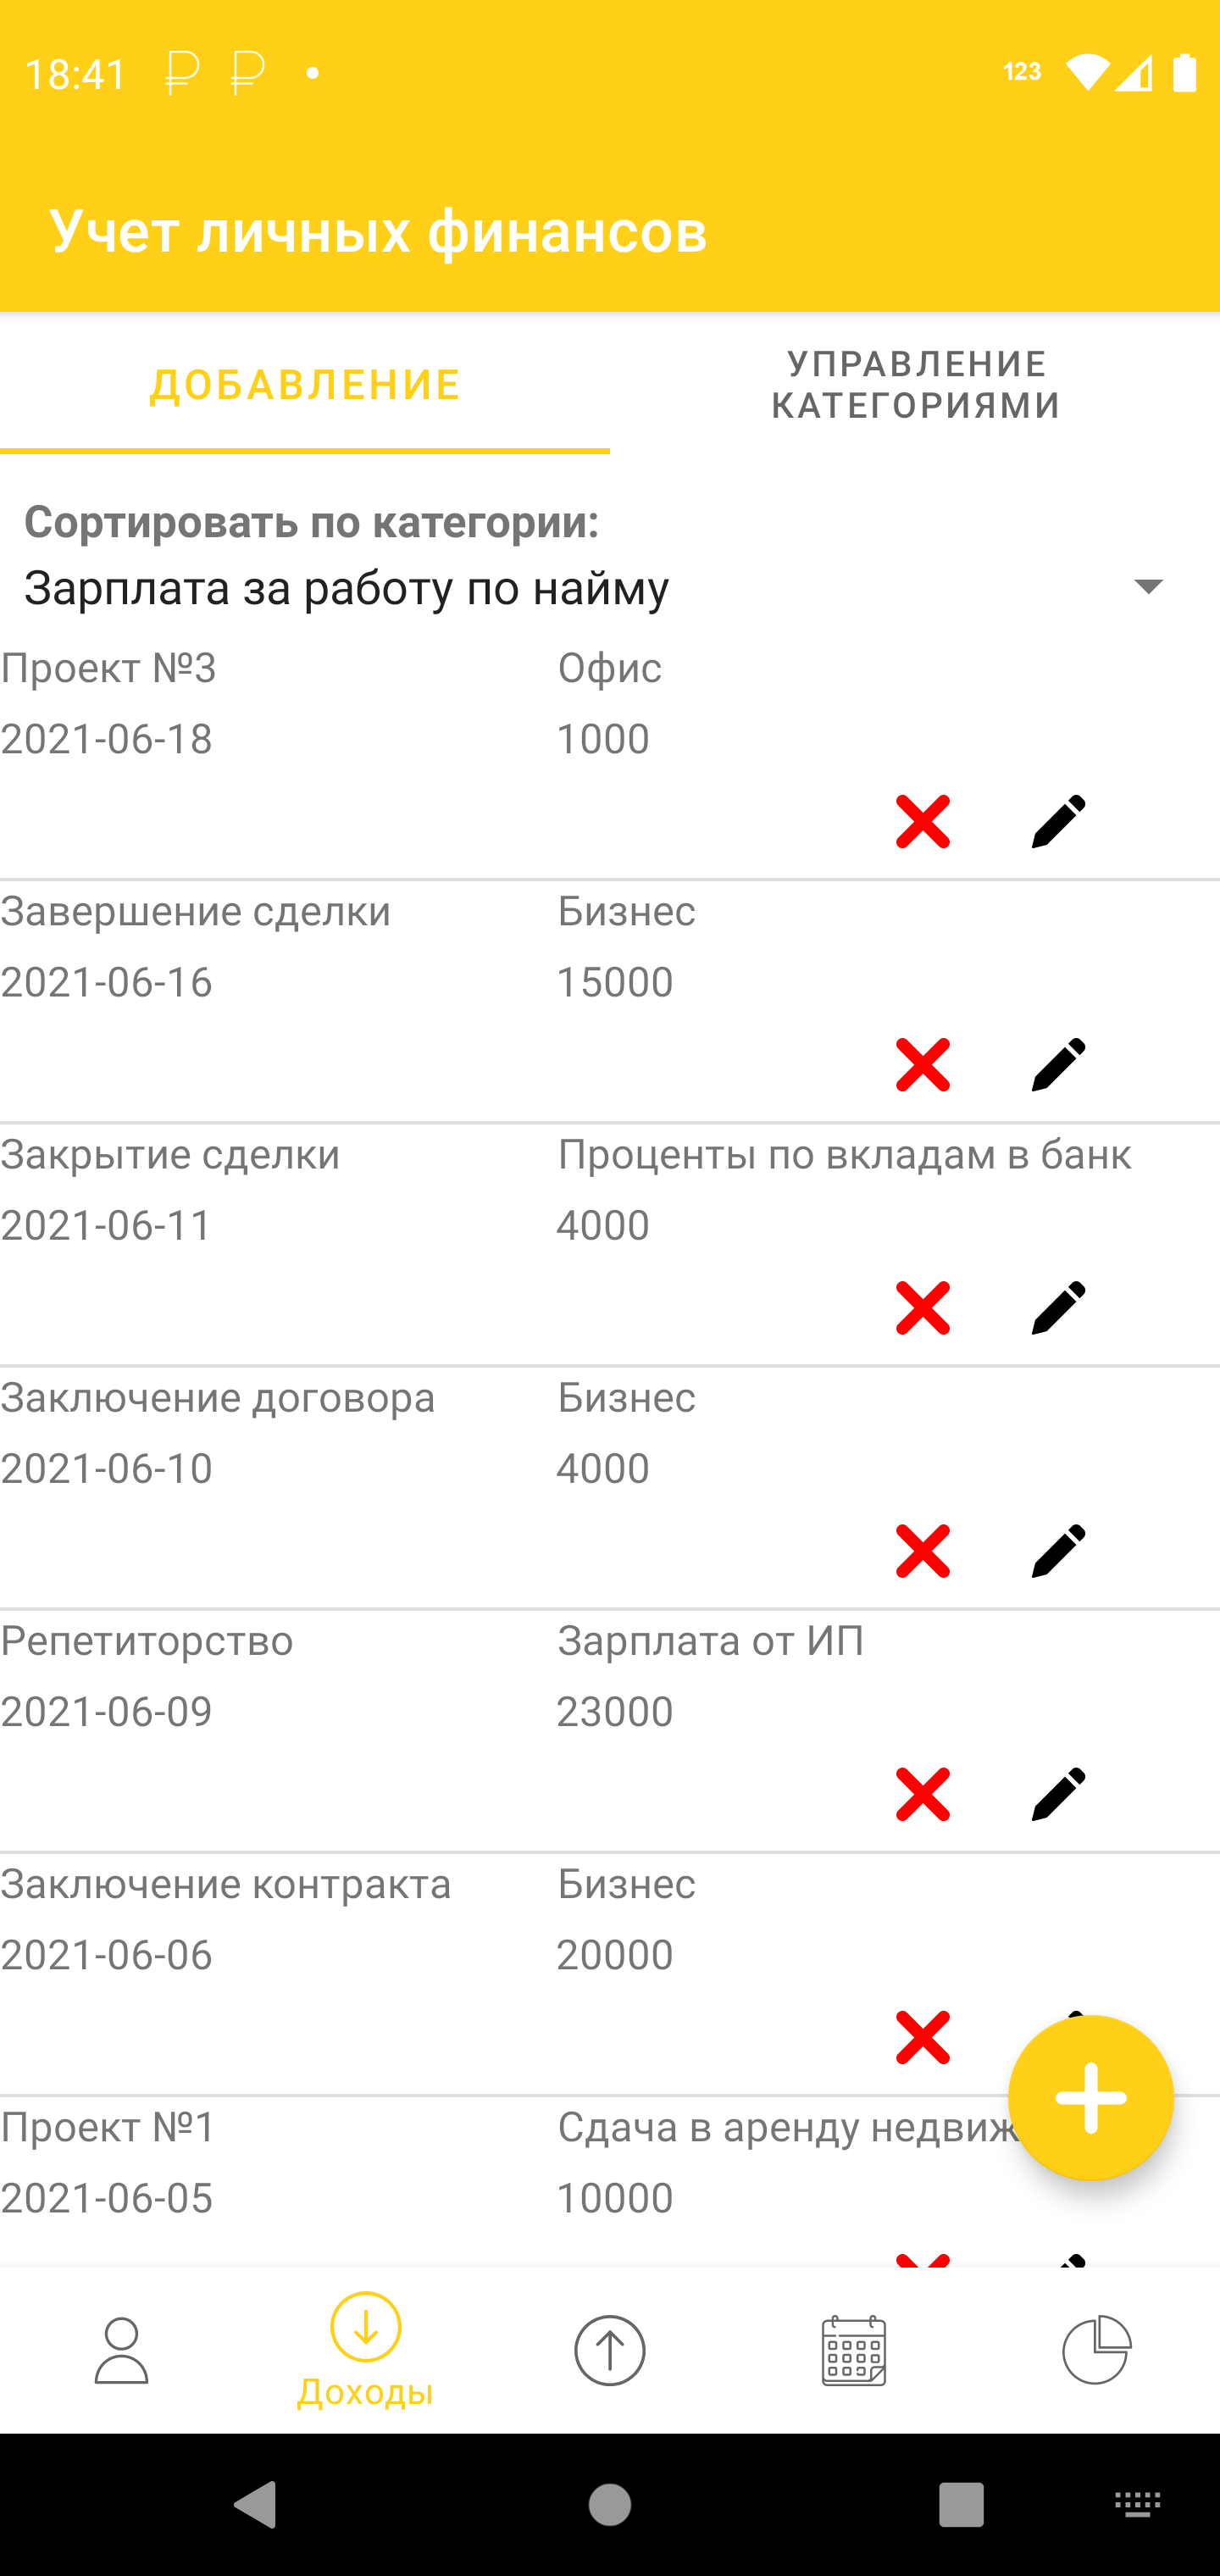 18:41
123
Учет личных финансов
ДОБАВЛЕНИЕ
УПРАВЛЕНИЕ
КАТЕГОРИЯМИ
Сортировать по категории:
Зарплата за работу по найму
Проект №3 Офис
2021-06-18 1000
Завершение сделки Бизнес
2021-06-16 15000
Закрытие сделки Проценты по вкладам в банк
2021-06-11 4000
Заключение договора Бизнес
2021-06-10 4000
Репетиторство Зарплата от ИП
2021-06-09 23000
Заключение контракта Бизнес
2021-06-06 20000
Проект №1 Сдача в аренду
2021-06-05 10000
Доходы